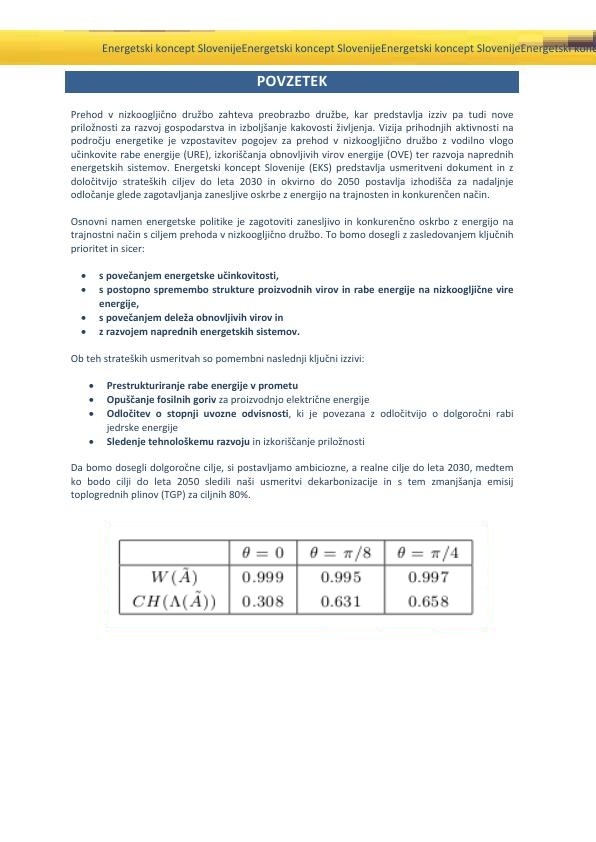 Energetski koncept SlovenijeEnergetski koncept SlovenijeEnergetski koncept SlovenijeEnergetski
POVZETEK
Prehod v nizkoogljično družbo zahteva preobrazbo družbe, kar predstavlja izziv pa tudi nove
priložnosti za razvoj gospodarstva in izboljšanje kakovosti življenja. Vizija prihodnjih aktivnosti na
področju energetike je vzpostavitev pogojev za prehod v nizkoogljično družbo z vodilno vlogo
učinkovite rabe energije (URE), izkoriščanja obnovljivih virov energije (OVE) ter razvoja naprednih
energetskih sistemov. Energetski koncept Slovenije (EKS) predstavlja usmeritveni dokument in z
določitvijo strateških ciljev do leta 2030 in okvirno do 2050 postavlja izhodišča za nadaljnje
odločanje glede zagotavljanja zanesljive oskrbe z energijo na trajnosten in konkurenčen način.
Osnovni namen energetske politike je zagotoviti zanesljivo in konkurenčno oskrbo z energijo na
trajnostni način s ciljem prehoda v nizkoogljično družbo. To bomo dosegli z zasledovanjem ključnih
prioritet in sicer:
• s povečanjem energetske učinkovitosti,
• s postopno spremembo strukture proizvodnih virov in rabe energije na nizkoogljične vire
energije,
• s povečanjem deleža obnovljivih virov in
• z razvojem naprednih energetskih sistemov.
Ob teh strateških usmeritvah so pomembni naslednji ključni izzivi:
• Prestrukturiranje rabe energije v prometu
• Opuščanje fosilnih goriv za proizvodnjo električne energije
• Odločitev o stopnji uvozne odvisnosti, ki je povezana z odločitvijo o dolgoročni rabi
jedrske energije
• Sledenje tehnološkemu razvoju in izkoriščanje priložnosti
Da bomo dosegli dolgoročne cilje, si postavljamo ambiciozne, a realne cilje do leta 2030, medtem
ko bodo cilji do leta 2050 sledili naši usmeritvi dekarbonizacije in s tem zmanjšanja emisij
toplogrednih plinov (TGP) za ciljnih 80%.
θ = 0 θ = π/8 θ = π/4
W(Ã) 0.999 0.995 0.997
CH(Λ(Ã)) 0.308 0.631 0.658